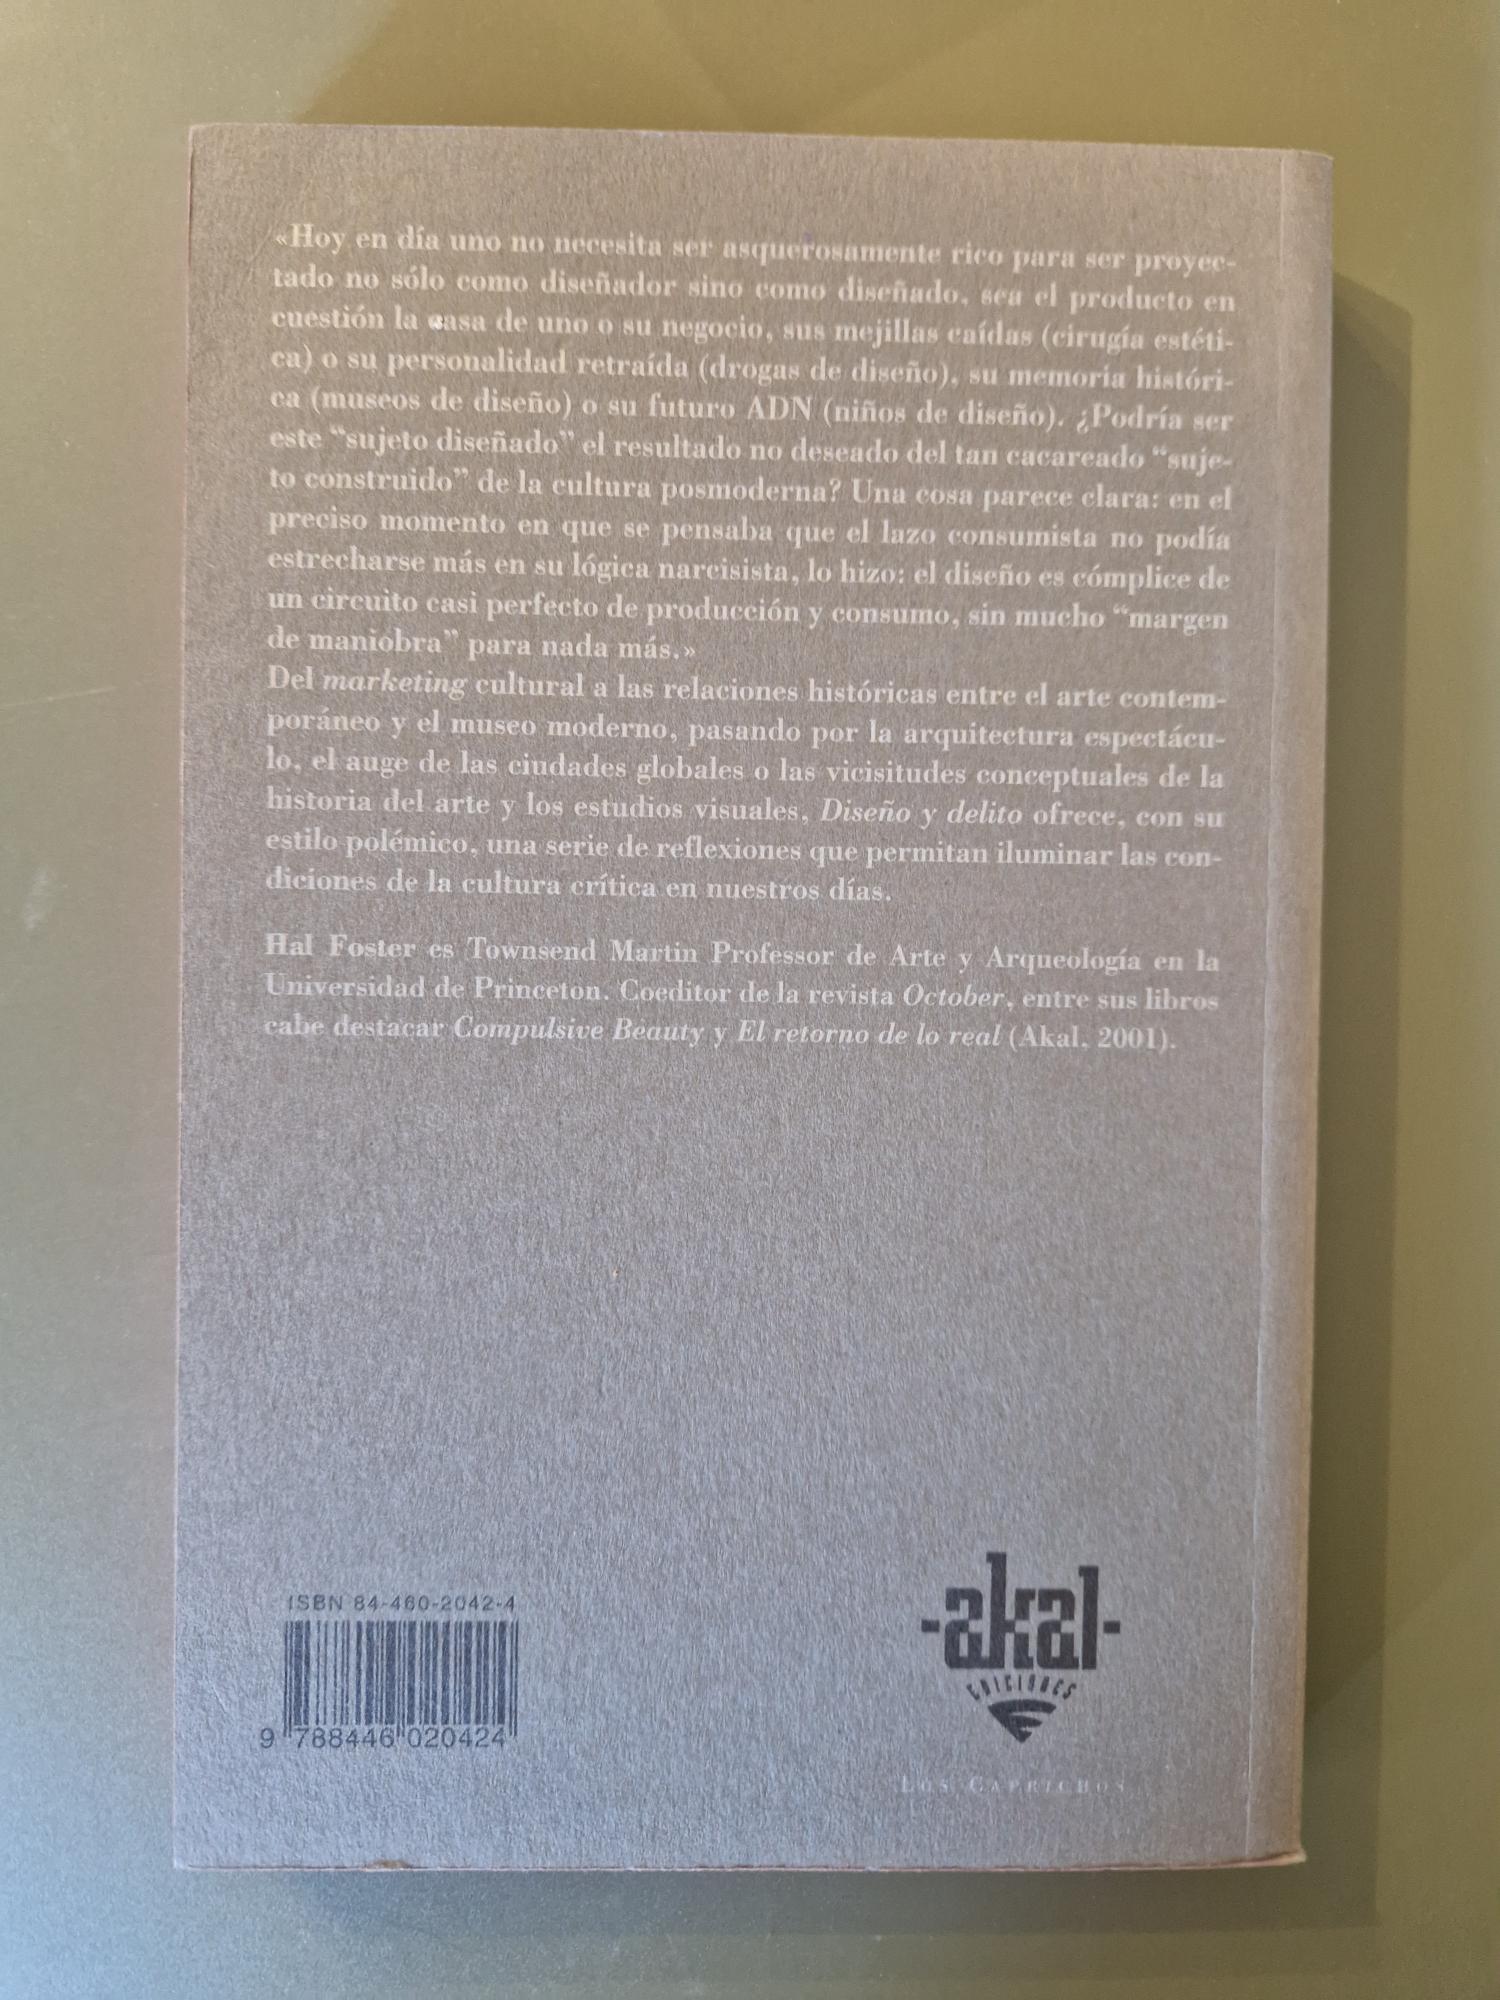 «Hoy en día uno no necesita ser asquerosamente rico para ser proyec-
tado no sólo como diseñador sino como diseñado, sea el producto en
cuestión la casa de uno o su negocio, sus mejillas caídas (cirugía estéti-
ca) o su personalidad retraída (drogas de diseño), su memoria históri-
ca (museos de diseño) o su futuro ADN (niños de diseño). ¿Podría ser
este “sujeto diseñado” el resultado no deseado del tan cacareado “suje-
to construido” de la cultura posmoderna? Una cosa parece clara: en el
preciso momento en que se pensaba que el lazo consumista no podía
estrecharse más en su lógica narcisista, lo hizo: el diseño es cómplice de
un circuito casi perfecto de producción y consumo, sin mucho “margen
de maniobra” para nada más.»
Del marketing cultural a las relaciones históricas entre el arte contem-
poráneo y el museo moderno, pasando por la arquitectura espectácu-
lo, el auge de las ciudades globales o las vicisitudes conceptuales de la
historia del arte y los estudios visuales, Diseño y delito ofrece, con su
estilo polémico, una serie de reflexiones que permitan iluminar las con-
diciones de la cultura crítica en nuestros días.
Hal Foster es Townsend Martin Professor de Arte y Arqueología en la
Universidad de Princeton. Coeditor de la revista October, entre sus libros
cabe destacar Compulsive Beauty y El retorno de lo real (Akal, 2001).
ISBN 84-460-2042-4
9 788446 020424
-akal-
EDICIONES
LOS CAPRICHOS